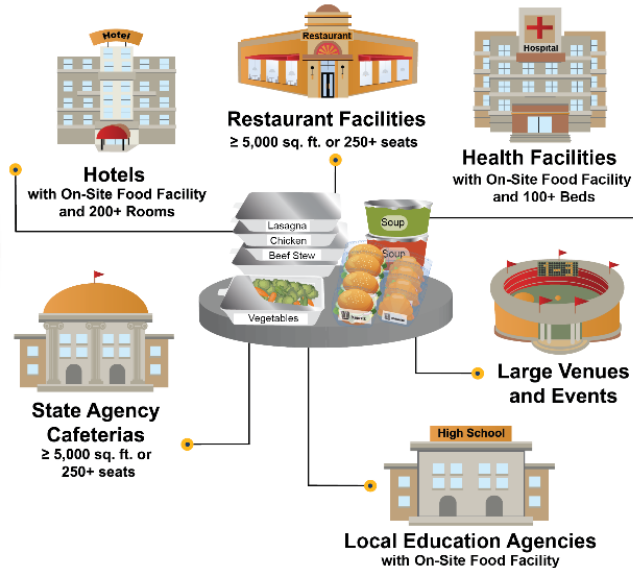 Hotel
Restaurant
Hospital
Restaurant Facilities
≥ 5,000 sq. ft. or 250+ seats
Hotels
with On-Site Food Facility
and 200+ Rooms
Health Facilities
with On-Site Food Facility
and 100+ Beds
Lasagna
Chicken
Beef Stew
Vegetables
Soup
Soup
State Agency
Cafeterias
≥ 5,000 sq. ft. or
250+ seats
Large Venues
and Events
High School
Local Education Agencies
with On-Site Food Facility